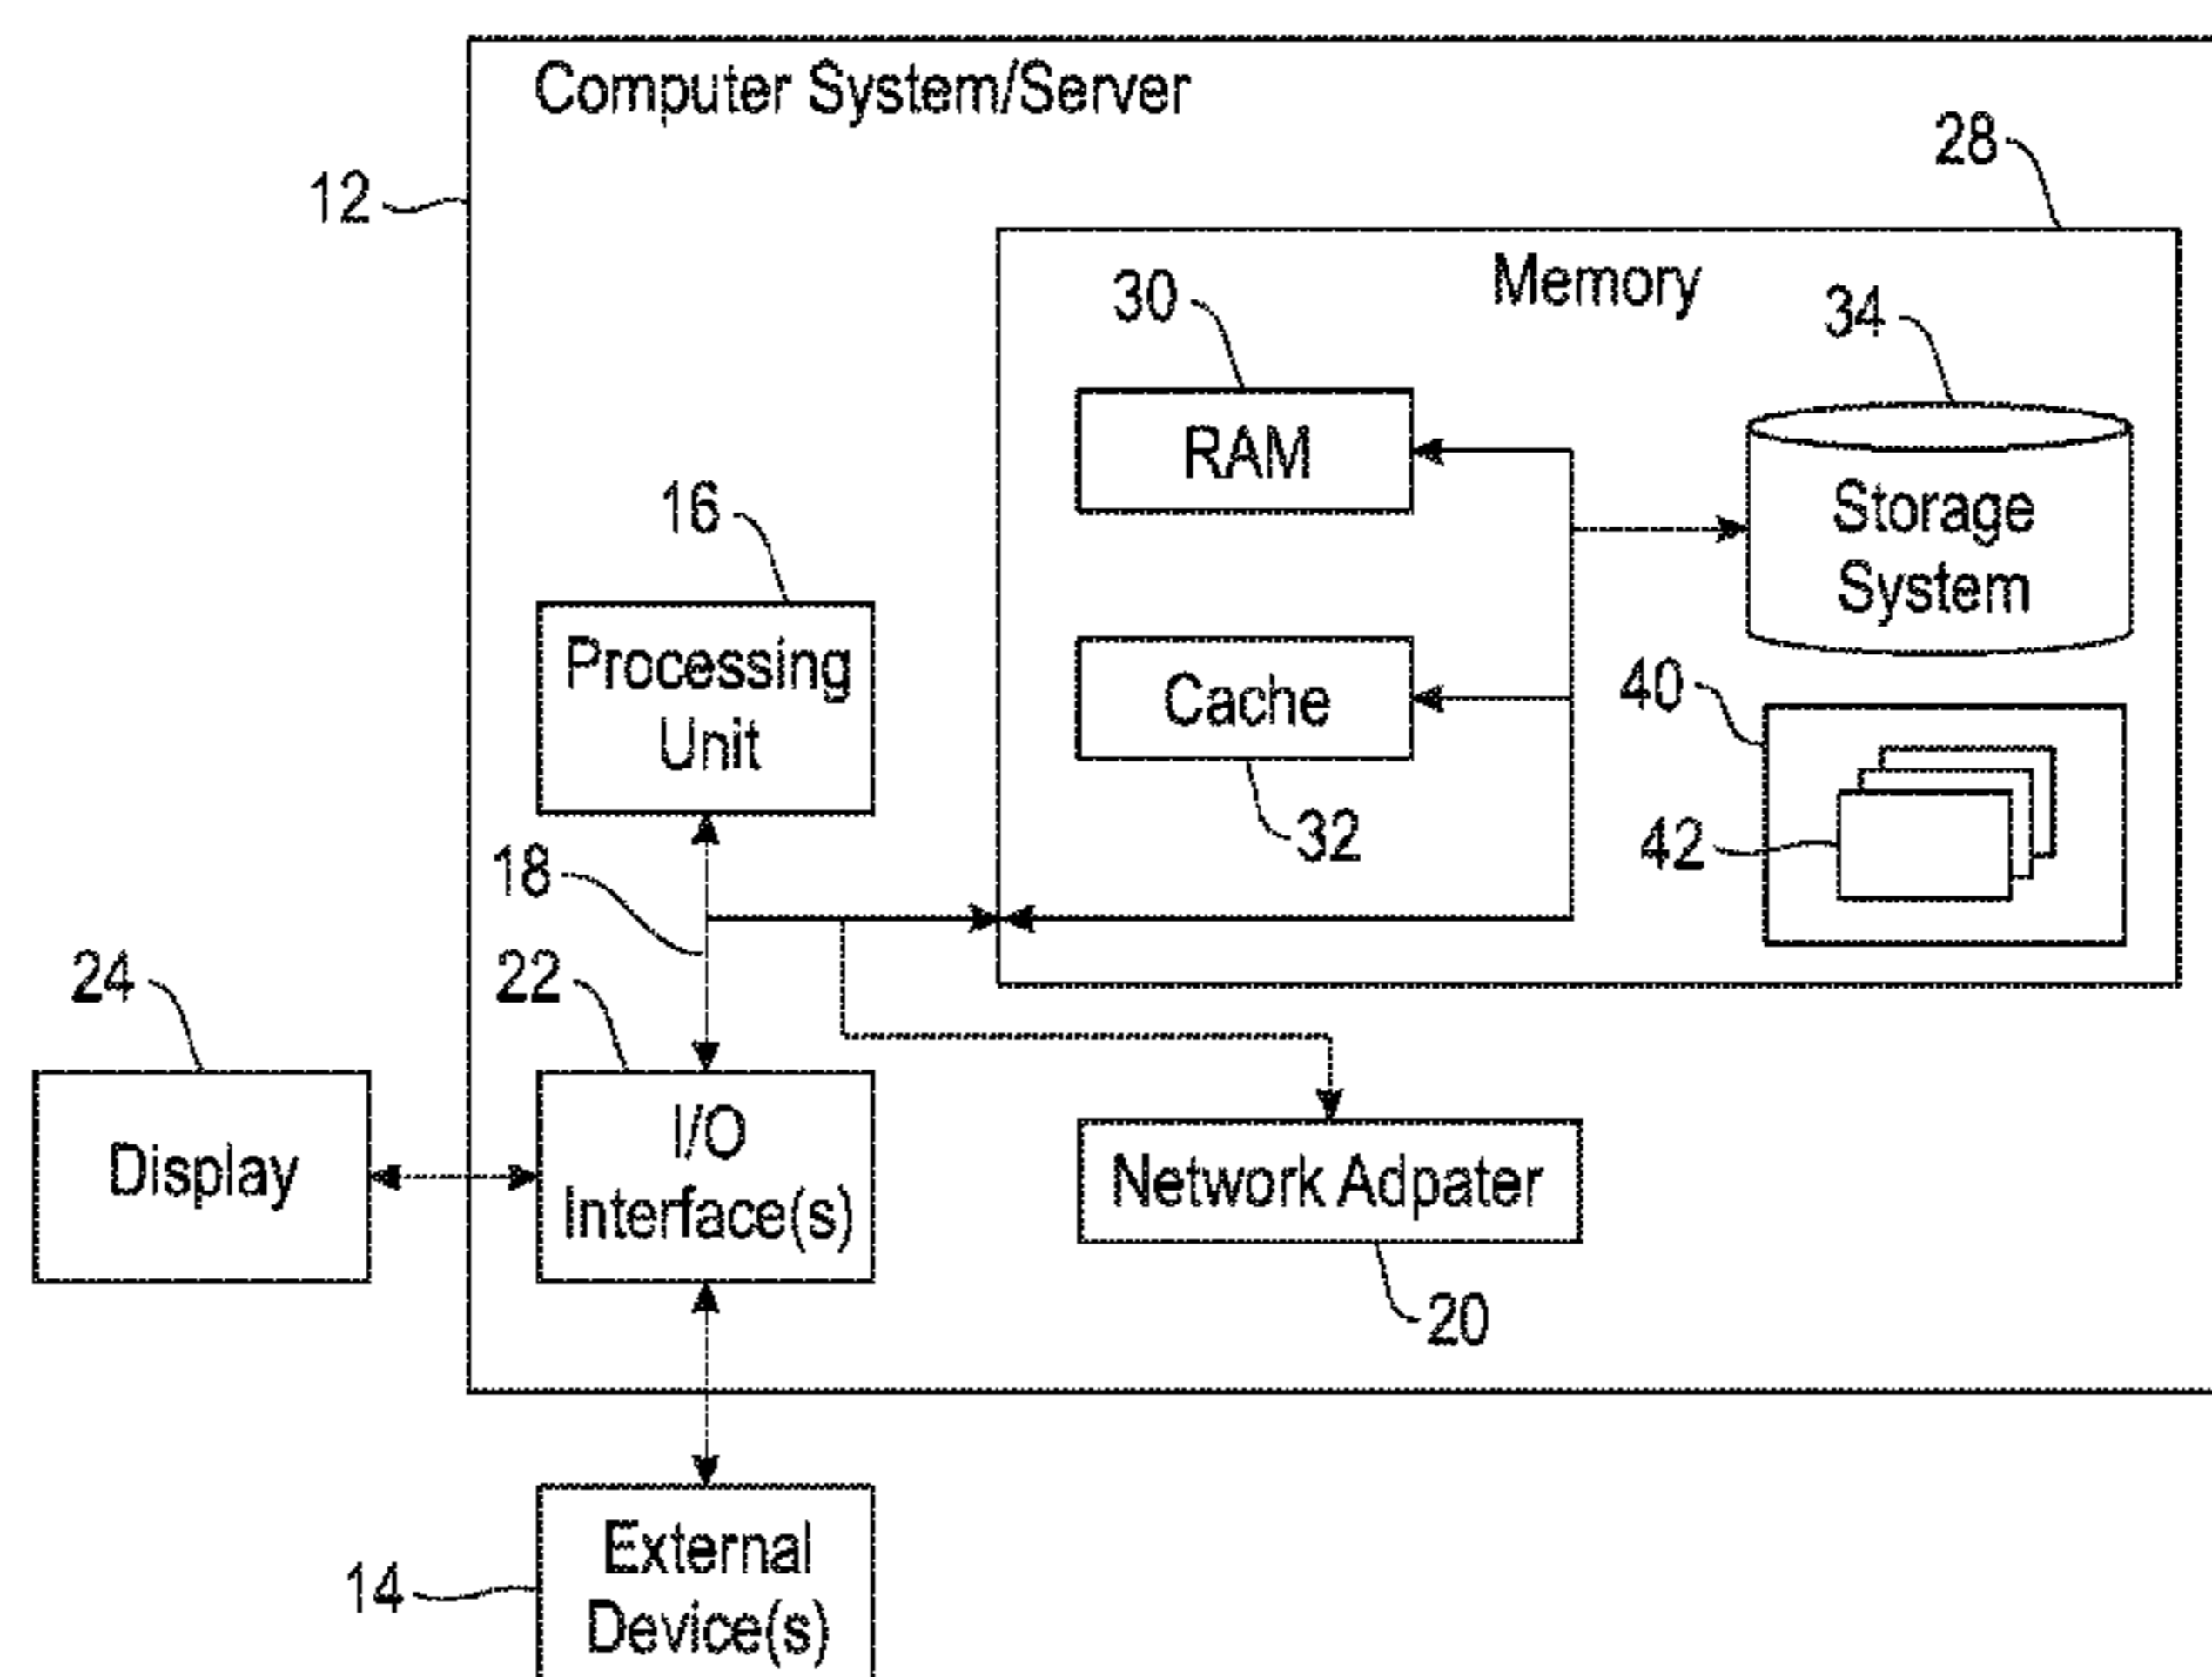 Computer System/Server
28
12
Memory
30
34
RAM
Storage
System
16
Processing
Unit
Cache
40
32
42
18
24
22
Display
I/O
Interface(s)
Network Adpater
20
External
Device(s)
14